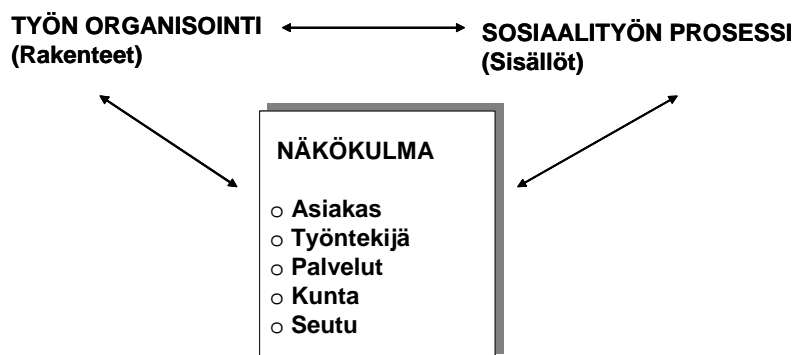 TYÖN ORGANISOINTI
(Rakenteet)
SOSIAALITYÖN PROSESSI
(Sisällöt)
NÄKÖKULMA
o Asiakas
o Työntekijä
o Palvelut
o Kunta
o Seutu